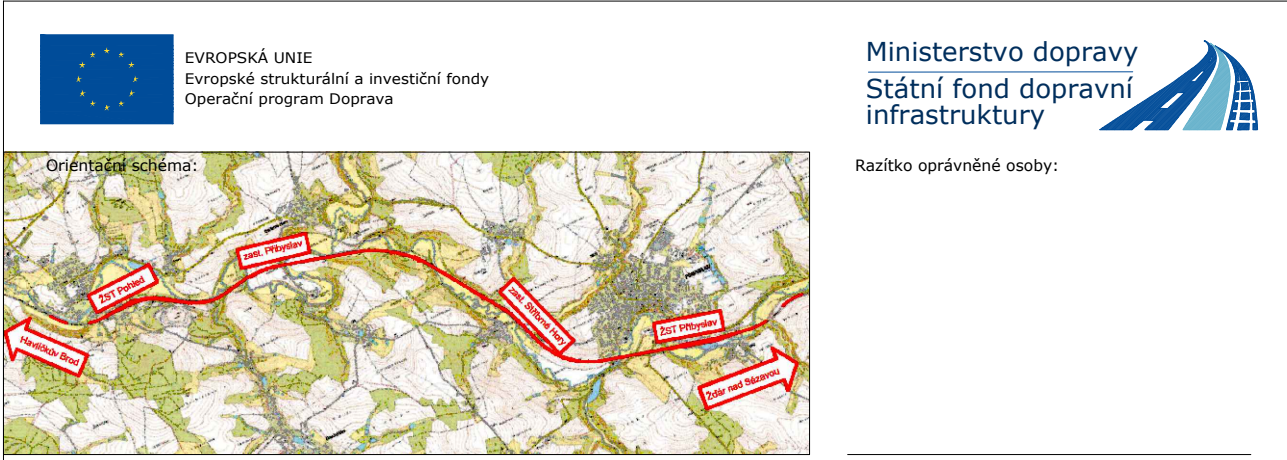 EVROPSKÁ UNIE
Evropské strukturální a investiční fondy
Operační program Doprava
Ministerstvo dopravy
Státní fond dopravní
infrastruktury
Orientační schéma:
Razítko oprávněné osoby:
zast. Přibyslav
ŽST Pohled
zast. Stříbrné Hory
ŽST Přibyslav
Havlíčkův Brod
Ždár nad Sázavou